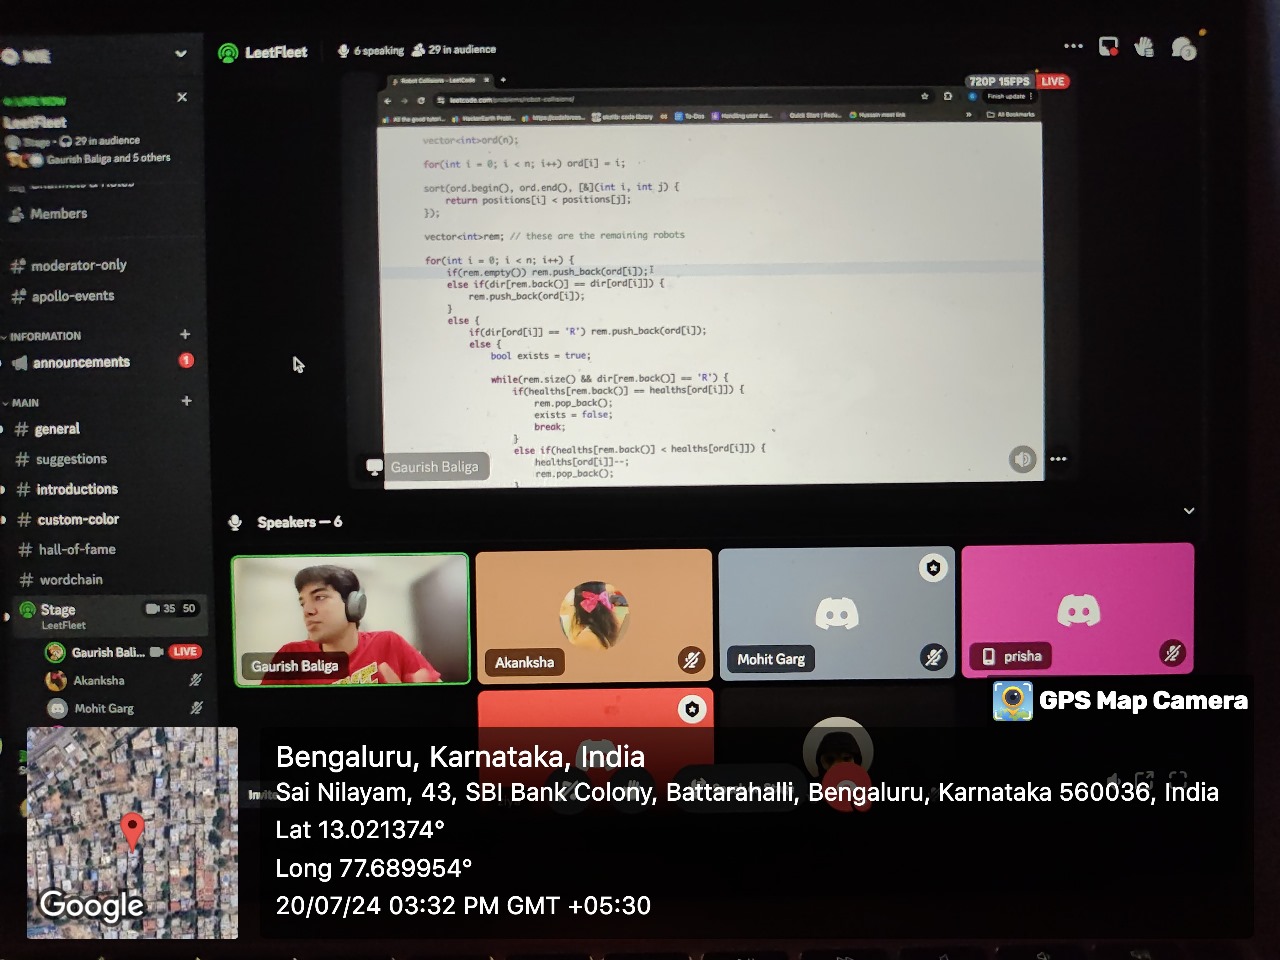 WIE
LIVE NOW
LeetFleet
Stage - 29 in audience
Gaurish Baliga and 5 others
Members
moderator-only
apollo-events
INFORMATION +
announcements 1
MAIN +
# general
# suggestions
# introductions
# custom-color
# hall-of-fame
# wordchain
Stage 35 50
LeetFleet
Gaurish Bali... LIVE
Akanksha
Mohit Garg
LeetFleet 6 speaking 29 in audience
720P 15FPS LIVE
Robot Collisions - LeetCode
leetcode.com/problems/robot-collisions/
Finish update
All Bookmarks
vector<int>ord(n);
for(int i = 0; i < n; i++) ord[i] = i;
sort(ord.begin(), ord.end(), [&](int i, int j) {
return positions[i] < positions[j];
});
vector<int>rem; // these are the remaining robots
for(int i = 0; i < n; i++) {
if(rem.empty()) rem.push_back(ord[i]);
else if(dir[rem.back()] == dir[ord[i]]) {
rem.push_back(ord[i]);
}
else {
if(dir[ord[i]] == 'R') rem.push_back(ord[i]);
else {
bool exists = true;
while(rem.size() && dir[rem.back()] == 'R') {
if(healths[rem.back()] == healths[ord[i]]) {
rem.pop_back();
exists = false;
break;
}
else if(healths[rem.back()] < healths[ord[i]]) {
healths[ord[i]]--;
rem.pop_back();
Gaurish Baliga
Speakers — 6
Gaurish Baliga
Akanksha
Mohit Garg
prisha
GPS Map Camera
Bengaluru, Karnataka, India
Sai Nilayam, 43, SBI Bank Colony, Battarahalli, Bengaluru, Karnataka 560036, India
Lat 13.021374°
Long 77.689954°
20/07/24 03:32 PM GMT +05:30
Google